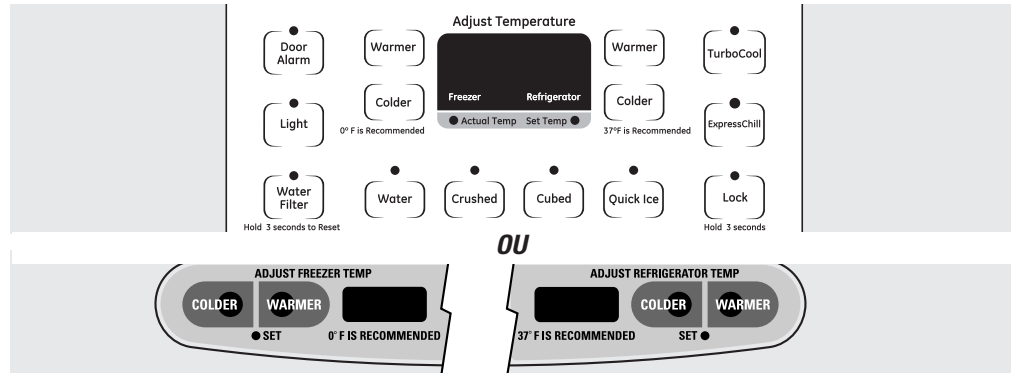 Adjust Temperature
Door
Alarm
Warmer
Warmer
TurboCool
Colder
Freezer
Refrigerator
Colder
Light
0° F is Recommended
Actual Temp
Set Temp
37°F is Recommended
ExpressChill
Water
Filter
Water
Crushed
Cubed
Quick Ice
Lock
Hold 3 seconds to Reset
Hold 3 seconds
OU
ADJUST FREEZER TEMP
COLDER
WARMER
SET
0° F IS RECOMMENDED
ADJUST REFRIGERATOR TEMP
COLDER
WARMER
37° F IS RECOMMENDED
SET